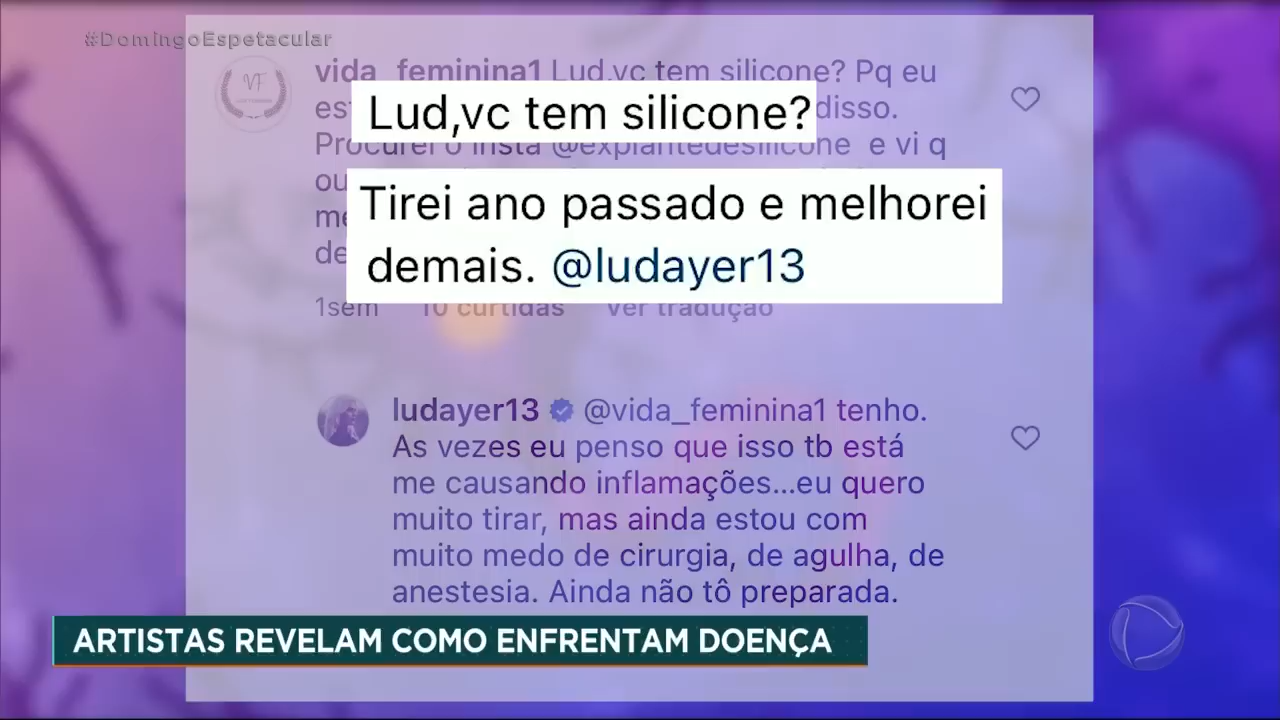 #DomingoEspetacular
vida_feminina1 Lud,vc tem silicone? Pq eu
Lud,vc tem silicone?
disso.
Procurei o insta @explantedesilicone e vi q
Tirei ano passado e melhorei
demais. @ludayer13
1sem 10 curtidas Ver tradução
ludayer13 @vida_feminina1 tenho.
As vezes eu penso que isso tb está
me causando inflamações...eu quero
muito tirar, mas ainda estou com
muito medo de cirurgia, de agulha, de
anestesia. Ainda não tô preparada.
ARTISTAS REVELAM COMO ENFRENTAM DOENÇA